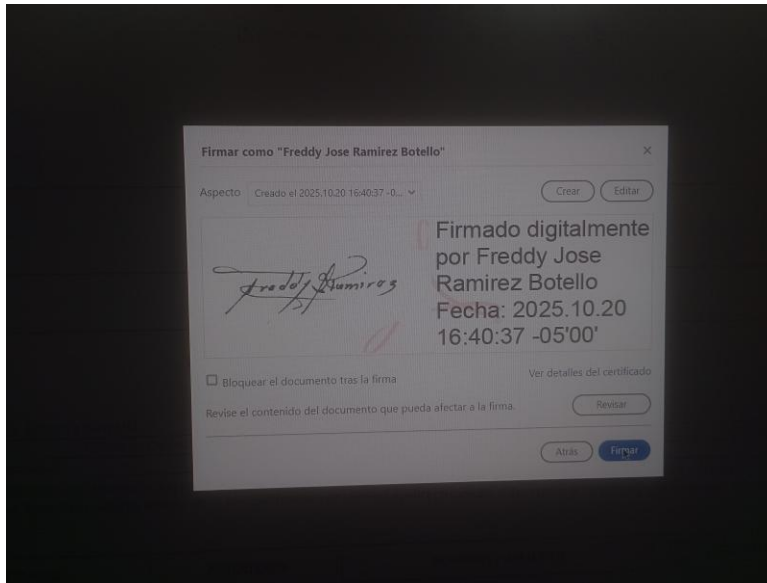 Firmar como "Freddy Jose Ramirez Botello"
Aspecto Creado el 2025.10.20 16:40:37 -0... Crear Editar
Freddy Ramirez
Firmado digitalmente
por Freddy Jose
Ramirez Botello
Fecha: 2025.10.20
16:40:37 -05'00'
Bloquear el documento tras la firma
Ver detalles del certificado
Revise el contenido del documento que pueda afectar a la firma. Revisar
Atrás Firmar